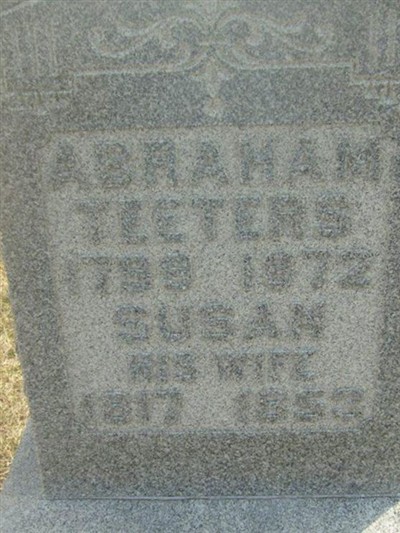 ABRAHAM
TEETERS
1799 1872
SUSAN
HIS WIFE
1817 1853